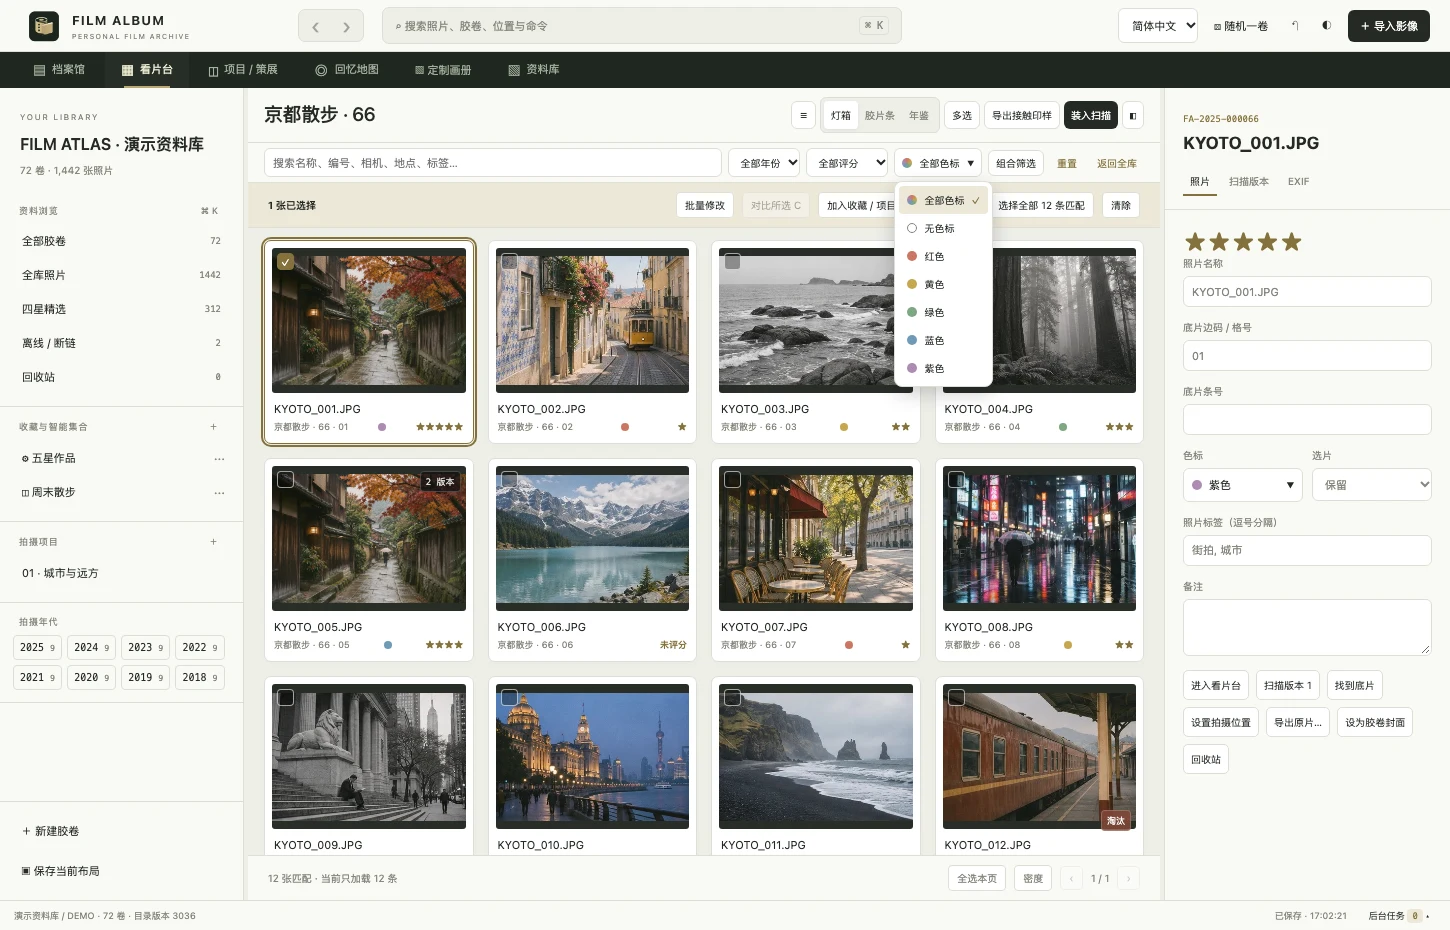 FILM ALBUM
PERSONAL FILM ARCHIVE
搜索照片、胶卷、位置与命令
⌘ K
简体中文
随机一卷
+ 导入影像
档案馆
看片台
项目 / 策展
回忆地图
定制画册
资料库
YOUR LIBRARY
FILM ATLAS · 演示资料库
72 卷 · 1,442 张照片
资料浏览 ⌘ K
全部胶卷 72
全库照片 1442
四星精选 312
离线 / 断链 2
回收站 0
收藏与智能集合 +
五星作品 ...
周末散步 ...
拍摄项目 +
01 · 城市与远方
拍摄年代
2025 9 2024 9 2023 9 2022 9
2021 9 2020 9 2019 9 2018 9
+ 新建胶卷
保存当前布局
京都散步 · 66
灯箱 胶片条 年鉴
多选
导出接触印样
装入扫描
搜索名称、编号、相机、地点、标签...
全部年份
全部评分
全部色标
组合筛选
重置
返回全库
1 张已选择
批量修改
对比所选 C
加入收藏 / 项目
选择全部 12 条匹配
清除
全部色标 ✓
无色标
红色
黄色
绿色
蓝色
紫色
KYOTO_001.JPG
京都散步 · 66 · 01 ★★★★★
KYOTO_002.JPG
京都散步 · 66 · 02 ★
KYOTO_003.JPG
京都散步 · 66 · 03 ★★
KYOTO_004.JPG
京都散步 · 66 · 04 ★★★
2 版本
KYOTO_005.JPG
京都散步 · 66 · 05 ★★★★
KYOTO_006.JPG
京都散步 · 66 · 06 未评分
KYOTO_007.JPG
京都散步 · 66 · 07 ★
KYOTO_008.JPG
京都散步 · 66 · 08 ★★
KYOTO_009.JPG
KYOTO_010.JPG
KYOTO_011.JPG
淘汰
KYOTO_012.JPG
12 张匹配 · 当前只加载 12 条
全选本页
密度
‹ 1 / 1 ›
FA-2025-000066
KYOTO_001.JPG
照片 扫描版本 EXIF
★★★★★
照片名称
KYOTO_001.JPG
底片边码 / 格号
01
底片条号
色标 选片
紫色 保留
照片标签（逗号分隔）
街拍, 城市
备注
进入看片台 扫描版本 1 找到底片
设置拍摄位置 导出原片... 设为胶卷封面
回收站
演示资料库 / DEMO · 72 卷 · 目录版本 3036
已保存 · 17:02:21
后台任务 0